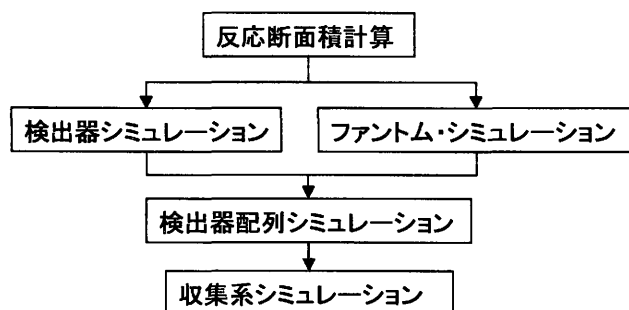 反応断面積計算
検出器シミュレーション
ファントム・シミュレーション
検出器配列シミュレーション
収集系シミュレーション